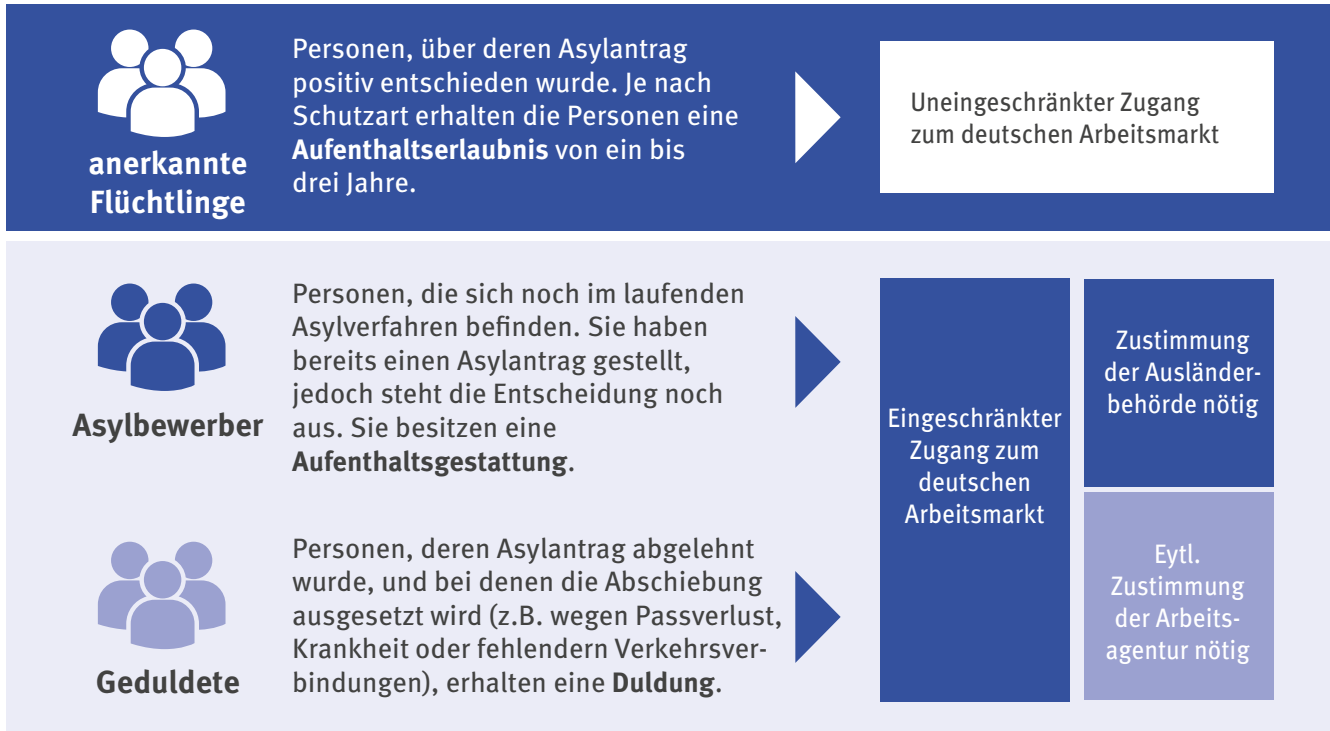 anerkannte
Flüchtlinge
Personen, über deren Asylantrag
positiv entschieden wurde. Je nach
Schutzart erhalten die Personen eine
Aufenthaltserlaubnis von ein bis
drei Jahre.
Uneingeschränkter Zugang
zum deutschen Arbeitsmarkt
Asylbewerber
Personen, die sich noch im laufenden
Asylverfahren befinden. Sie haben
bereits einen Asylantrag gestellt,
jedoch steht die Entscheidung noch
aus. Sie besitzen eine
Aufenthaltsgestattung.
Geduldete
Personen, deren Asylantrag abgelehnt
wurde, und bei denen die Abschiebung
ausgesetzt wird (z.B. wegen Passverlust,
Krankheit oder fehlendern Verkehrsver-
bindungen), erhalten eine Duldung.
Eingeschränkter
Zugang zum
deutschen
Arbeitsmarkt
Zustimmung
der Ausländer-
behörde nötig
Eytl.
Zustimmung
der Arbeits-
agentur nötig